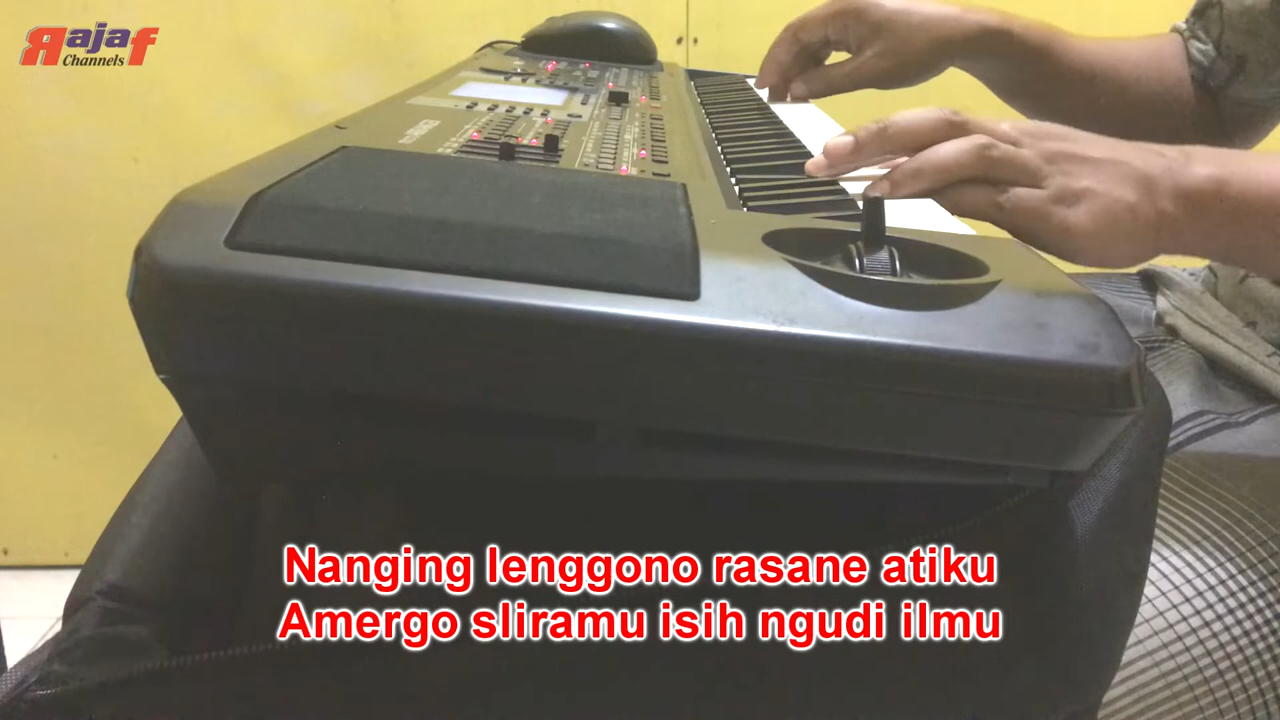 Rajaf
Channels
Nanging lenggono rasane atiku
Amergo sliramu isih ngudi ilmu